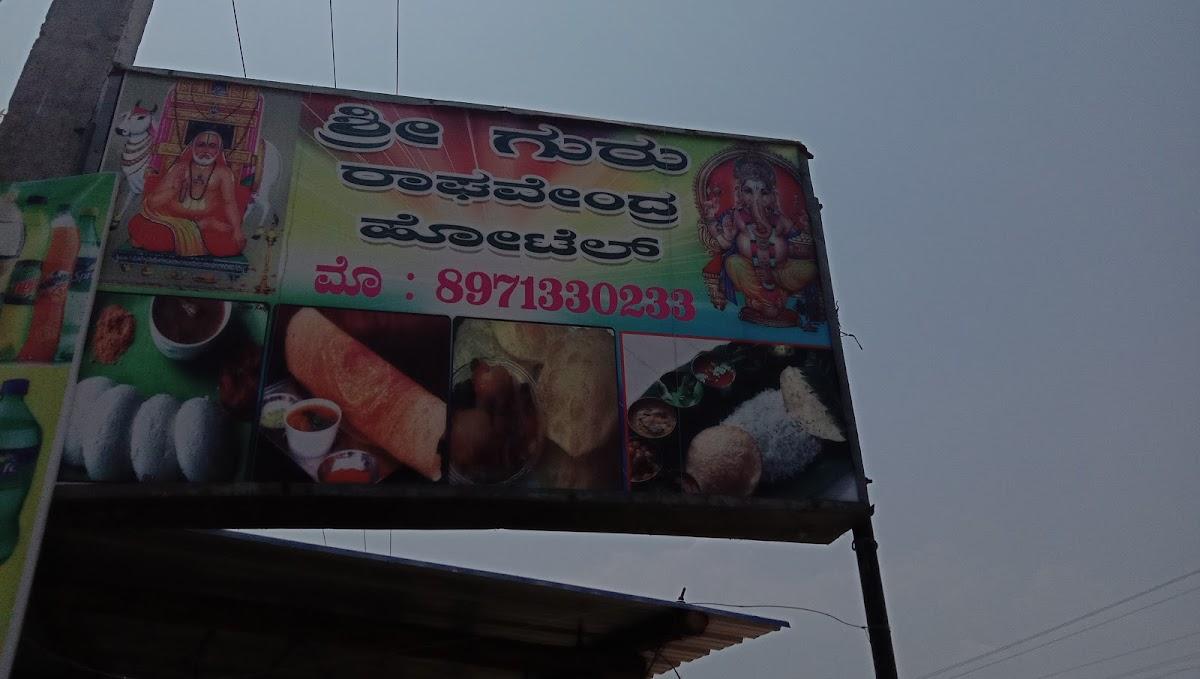 ಶ್ರೀ ಗುರು
ರಾಘವೇಂದ್ರ
ಹೋಟೆಲ್
ಮೊ : 8971330233